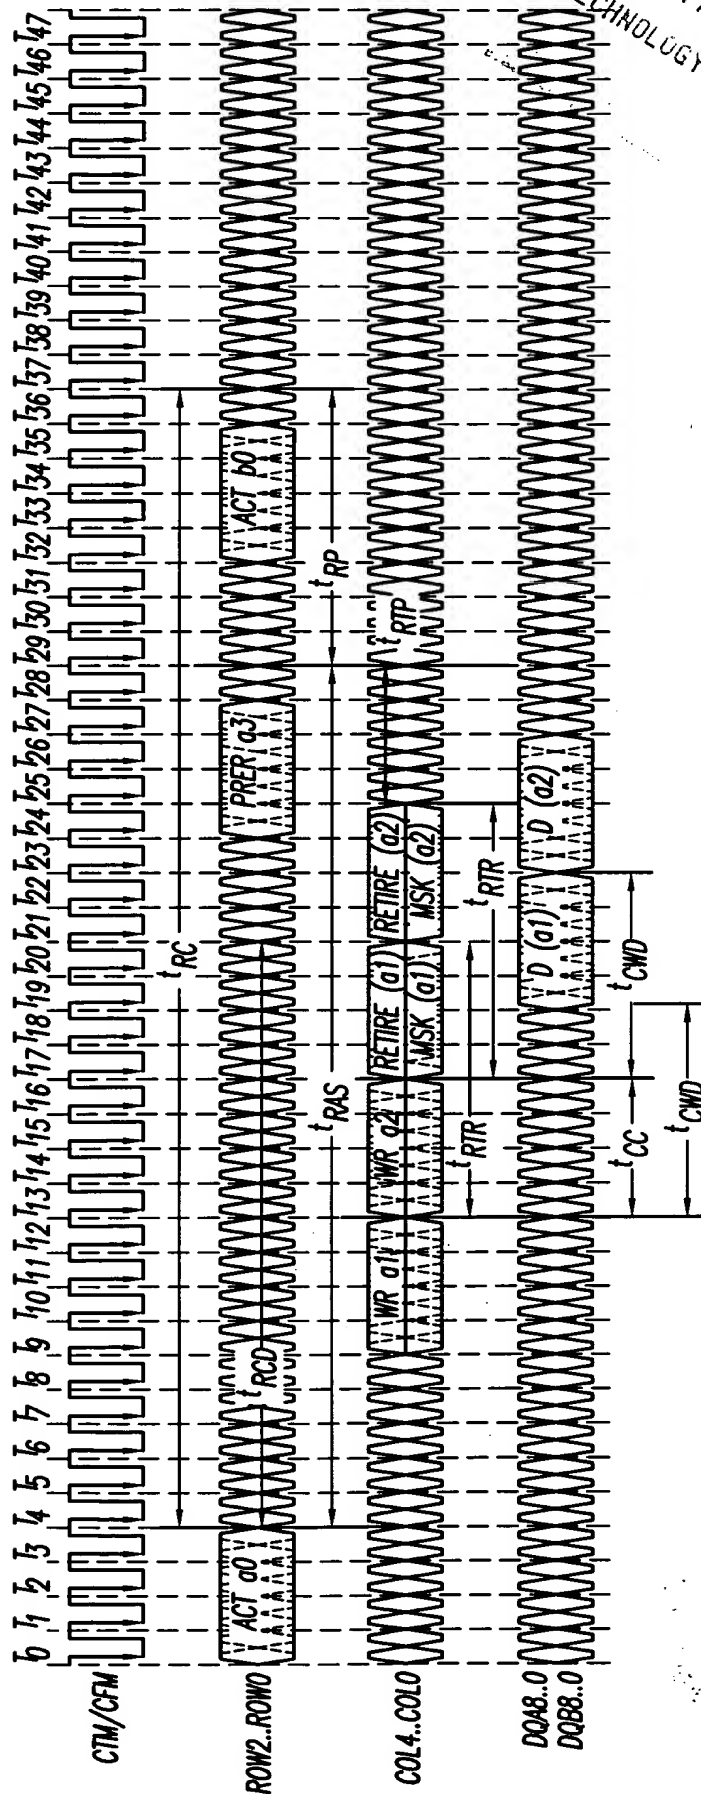 T0 T1 T2 T3 T4 T5 T6 T7 T8 T9 T10 T11 T12 T13 T14 T15 T16 T17 T18 T19 T20 T21 T22 T23 T24 T25 T26 T27 T28 T29 T30 T31 T32 T33 T34 T35 T36 T37 T38 T39 T40 T41 T42 T43 T44 T45 T46 T47
CTM/CFM
tRC
ROW2..ROW0
ACT a0
PRER a3
ACT b0
tRCD
tRAS
tRP
COL4..COL0
WR a1
WR a2
RETIRE (a1)
RETIRE (a2)
MSK (a1)
MSK (a2)
tRTP
tRTR
tRTR
DQA8..0
DQB8..0
D (a1)
D (a2)
tCC
tCWD
tCWD
TECHNOLOGY